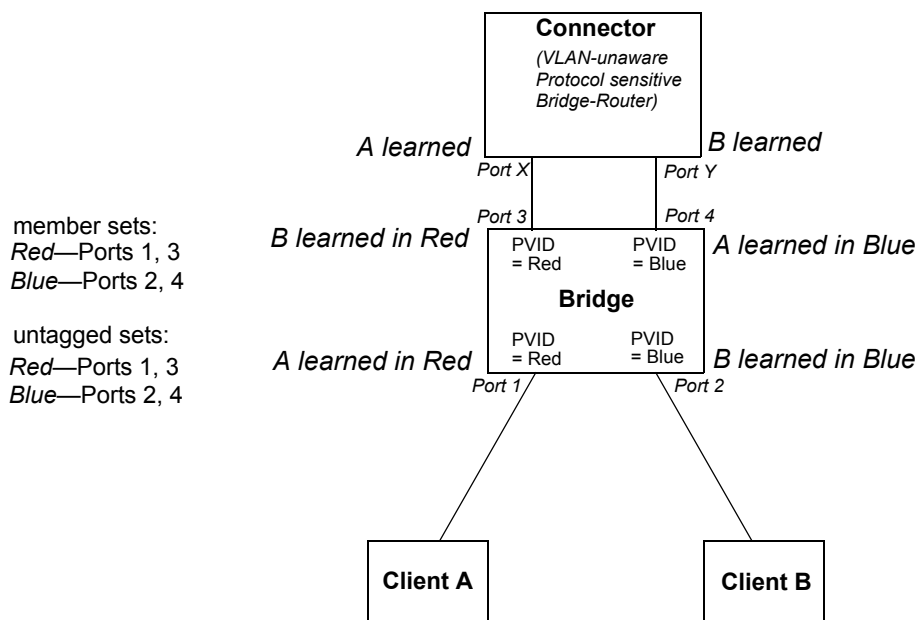 Connector
(VLAN-unaware
Protocol sensitive
Bridge-Router)
A learned
B learned
Port X
Port Y
Port 3
Port 4
member sets:
Red—Ports 1, 3
Blue—Ports 2, 4
B learned in Red
PVID
= Red
PVID
= Blue
A learned in Blue
Bridge
untagged sets:
Red—Ports 1, 3
Blue—Ports 2, 4
A learned in Red
PVID
= Red
PVID
= Blue
B learned in Blue
Port 1
Port 2
Client A
Client B